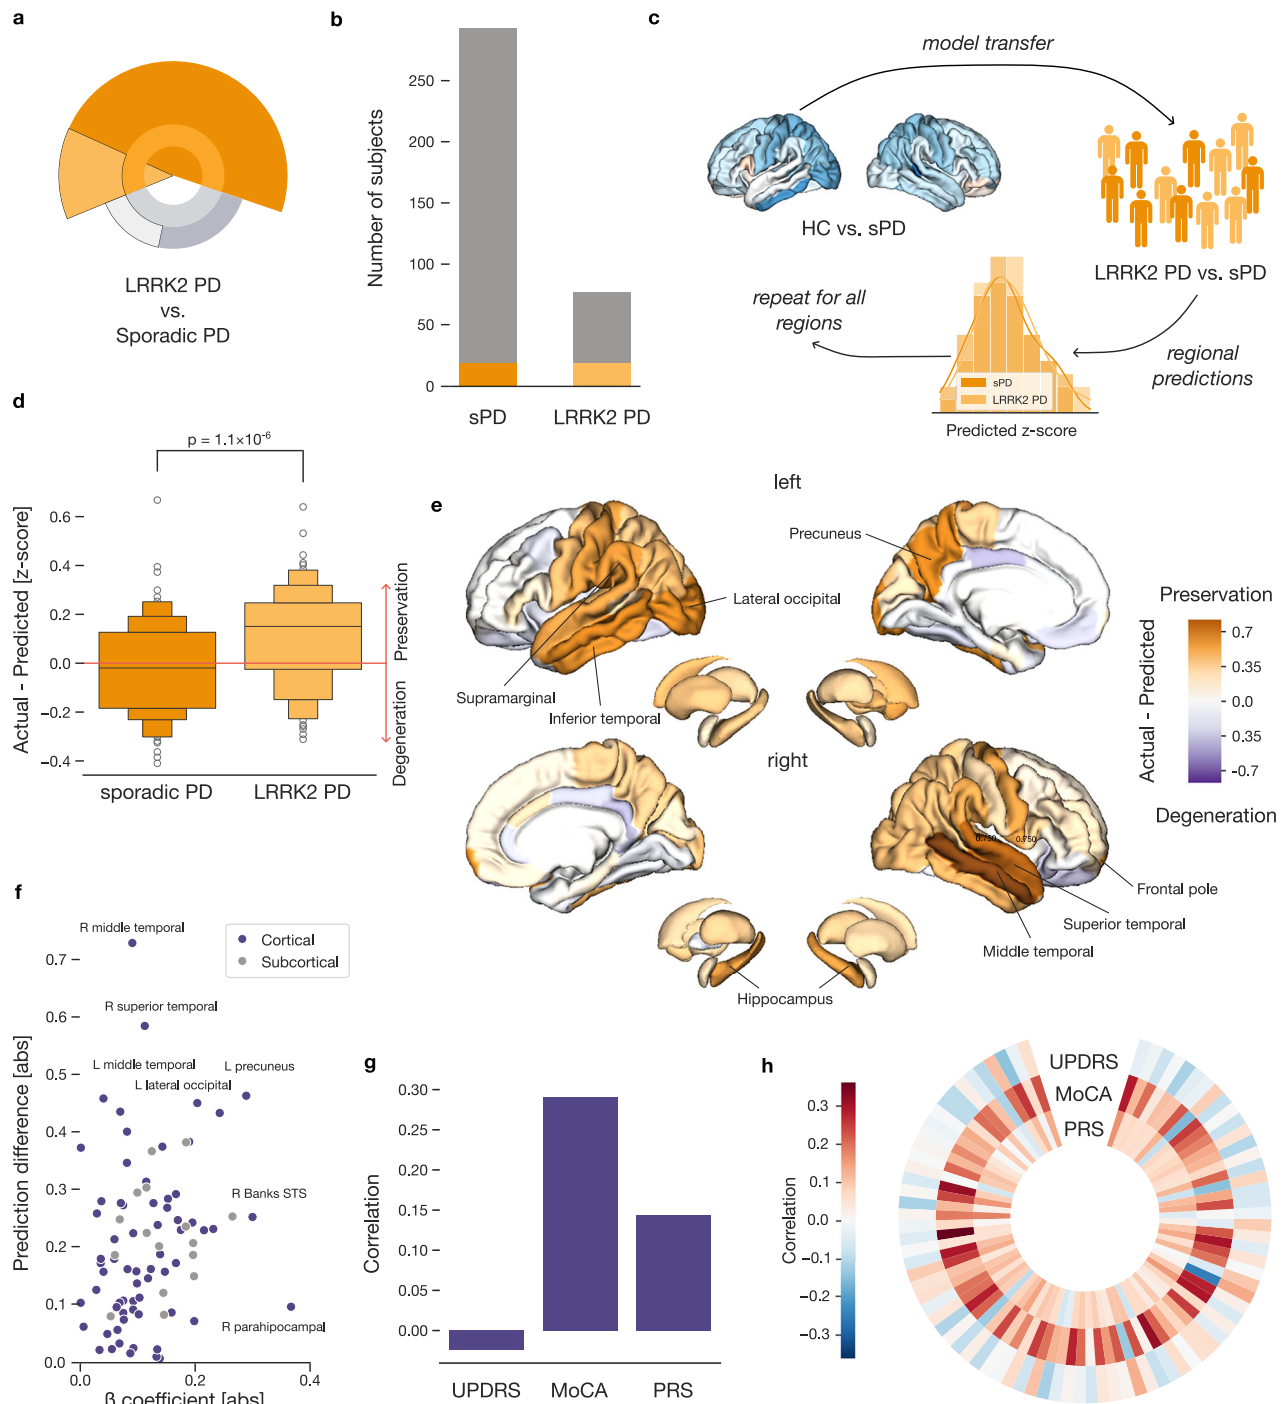 a
LRRK2 PD
vs.
Sporadic PD
b
Number of subjects
250
200
150
100
50
0
sPD
LRRK2 PD
c
model transfer
HC vs. sPD
LRRK2 PD vs. sPD
repeat for all
regions
regional
predictions
sPD
LRRK2 PD
Predicted z-score
d
p = 1.1×10⁻⁶
Actual - Predicted [z-score]
0.6
0.4
0.2
0.0
−0.2
−0.4
Preservation
Degeneration
sporadic PD
LRRK2 PD
e
left
Precuneus
Lateral occipital
Supramarginal
Inferior temporal
right
0.750
0.750
Frontal pole
Superior temporal
Middle temporal
Hippocampus
Preservation
Actual - Predicted
0.7
0.35
0.0
0.35
-0.7
Degeneration
f
R middle temporal
Cortical
Subcortical
R superior temporal
L middle temporal
L precuneus
L lateral occipital
R Banks STS
R parahipocampal
Prediction difference [abs]
0.7
0.6
0.5
0.4
0.3
0.2
0.1
0.0
0.0
0.2
0.4
β coefficient [abs]
g
Correlation
0.30
0.25
0.20
0.15
0.10
0.05
0.00
UPDRS
MoCA
PRS
h
Correlation
0.3
0.2
0.1
0.0
−0.1
−0.2
−0.3
UPDRS
MoCA
PRS